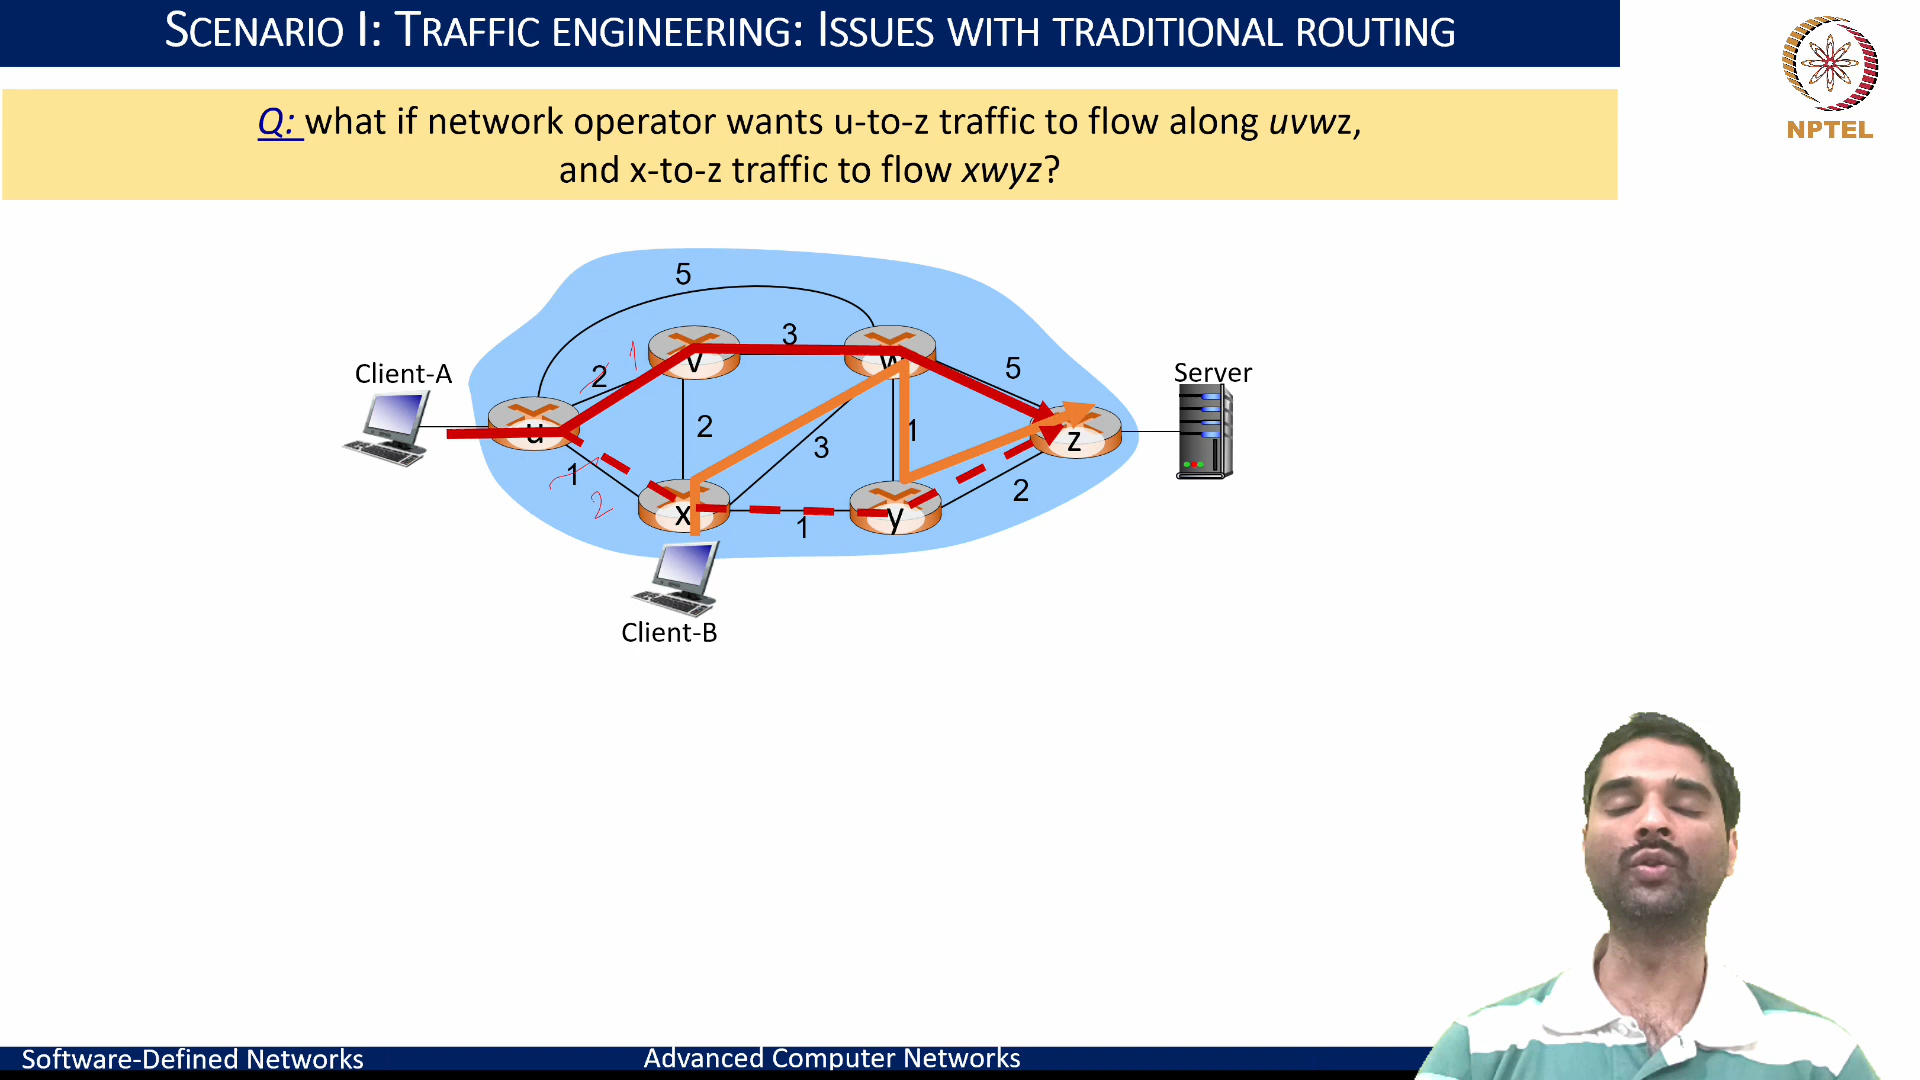 SCENARIO I: TRAFFIC ENGINEERING: ISSUES WITH TRADITIONAL ROUTING
NPTEL
Q: what if network operator wants u-to-z traffic to flow along uvwz,
and x-to-z traffic to flow xwyz?
5
3
v
w
2
1
5
Client-A
Server
u
2
3
1
z
1
2
2
x
1
y
Client-B
Software-Defined Networks
Advanced Computer Networks